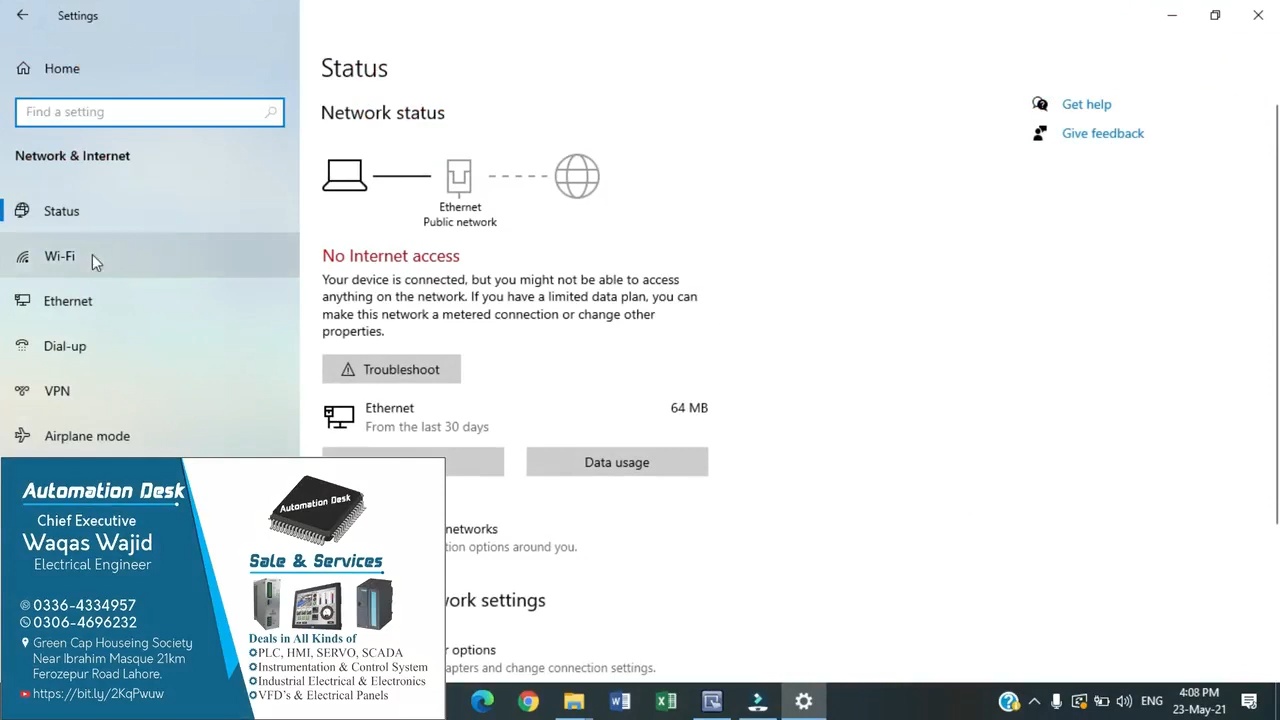 Settings
Home
Find a setting
Network & Internet
Status
Wi-Fi
Ethernet
Dial-up
VPN
Airplane mode
Status
Network status
Ethernet
Public network
No Internet access
Your device is connected, but you might not be able to access
anything on the network. If you have a limited data plan, you can
make this network a metered connection or change other
properties.
Troubleshoot
Ethernet
64 MB
From the last 30 days
Data usage
networks
options around you.
settings
options
and change connection settings.
Get help
Give feedback
Automation Desk
Chief Executive
Waqas Wajid
Electrical Engineer
0336-4334957
0306-4696232
Green Cap Houseing Society
Near Ibrahim Masque 21km
Ferozepur Road Lahore.
https://bit.ly/2KqPwuw
Automation Desk
Sale & Services
Deals in All Kinds of
PLC, HMI, SERVO, SCADA
Instrumentation & Control System
Industrial Electrical & Electronics
VFD's & Electrical Panels
ENG
4:08 PM
23-May-21